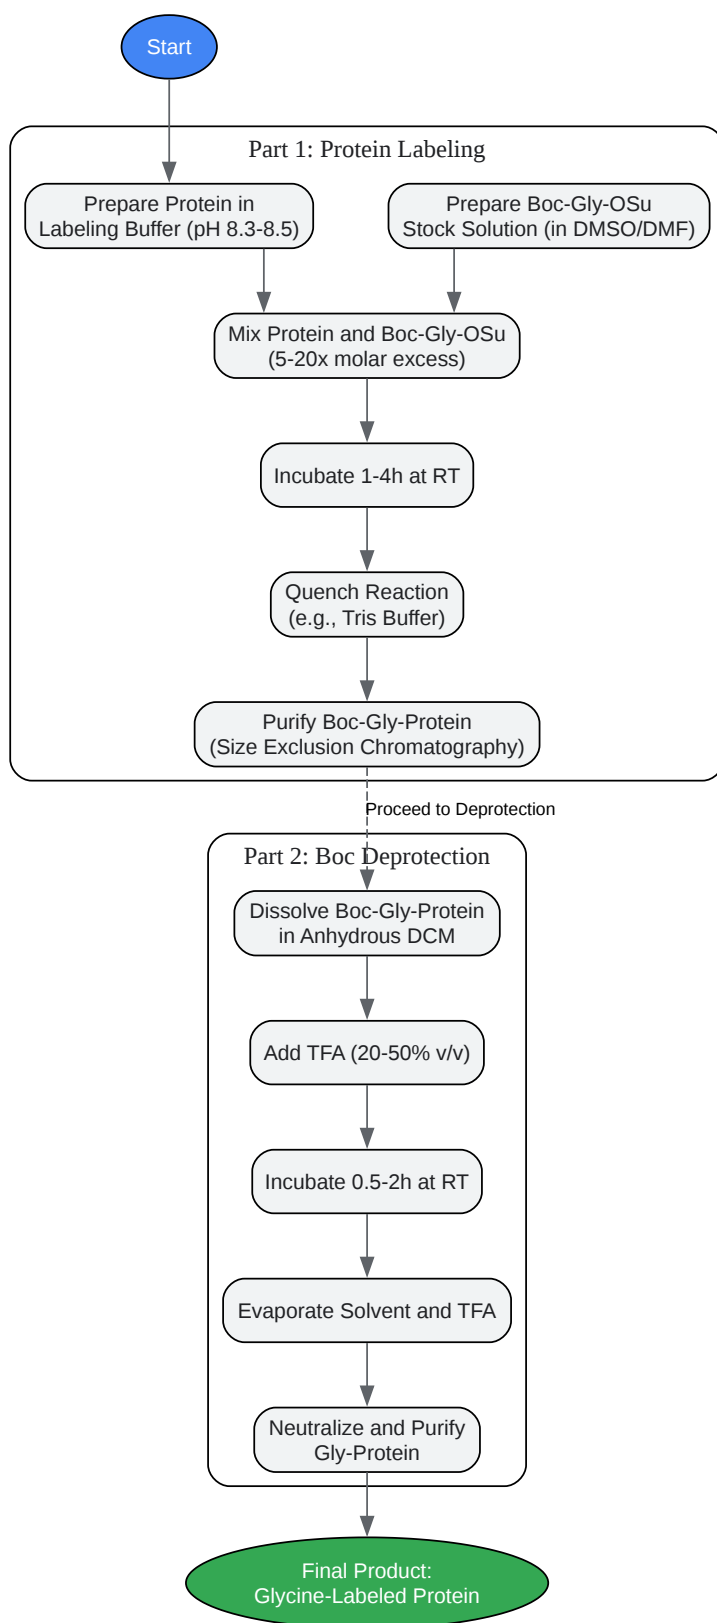 Start
Part 1: Protein Labeling
Prepare Protein in
Labeling Buffer (pH 8.3-8.5)
Prepare Boc-Gly-OSu
Stock Solution (in DMSO/DMF)
Mix Protein and Boc-Gly-OSu
(5-20x molar excess)
Incubate 1-4h at RT
Quench Reaction
(e.g., Tris Buffer)
Purify Boc-Gly-Protein
(Size Exclusion Chromatography)
Proceed to Deprotection
Part 2: Boc Deprotection
Dissolve Boc-Gly-Protein
in Anhydrous DCM
Add TFA (20-50% v/v)
Incubate 0.5-2h at RT
Evaporate Solvent and TFA
Neutralize and Purify
Gly-Protein
Final Product:
Glycine-Labeled Protein